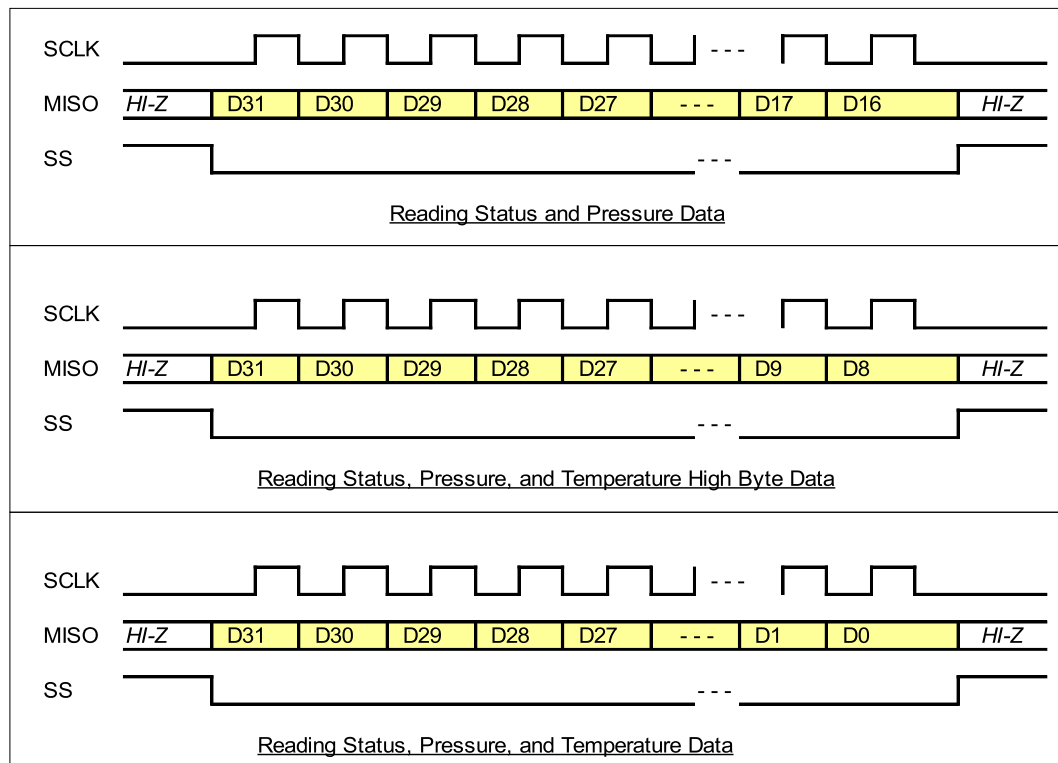 SCLK - - -
MISO HI-Z D31 D30 D29 D28 D27 - - - D17 D16 HI-Z
SS - - -
Reading Status and Pressure Data
SCLK - - -
MISO HI-Z D31 D30 D29 D28 D27 - - - D9 D8 HI-Z
SS - - -
Reading Status, Pressure, and Temperature High Byte Data
SCLK - - -
MISO HI-Z D31 D30 D29 D28 D27 - - - D1 D0 HI-Z
SS - - -
Reading Status, Pressure, and Temperature Data